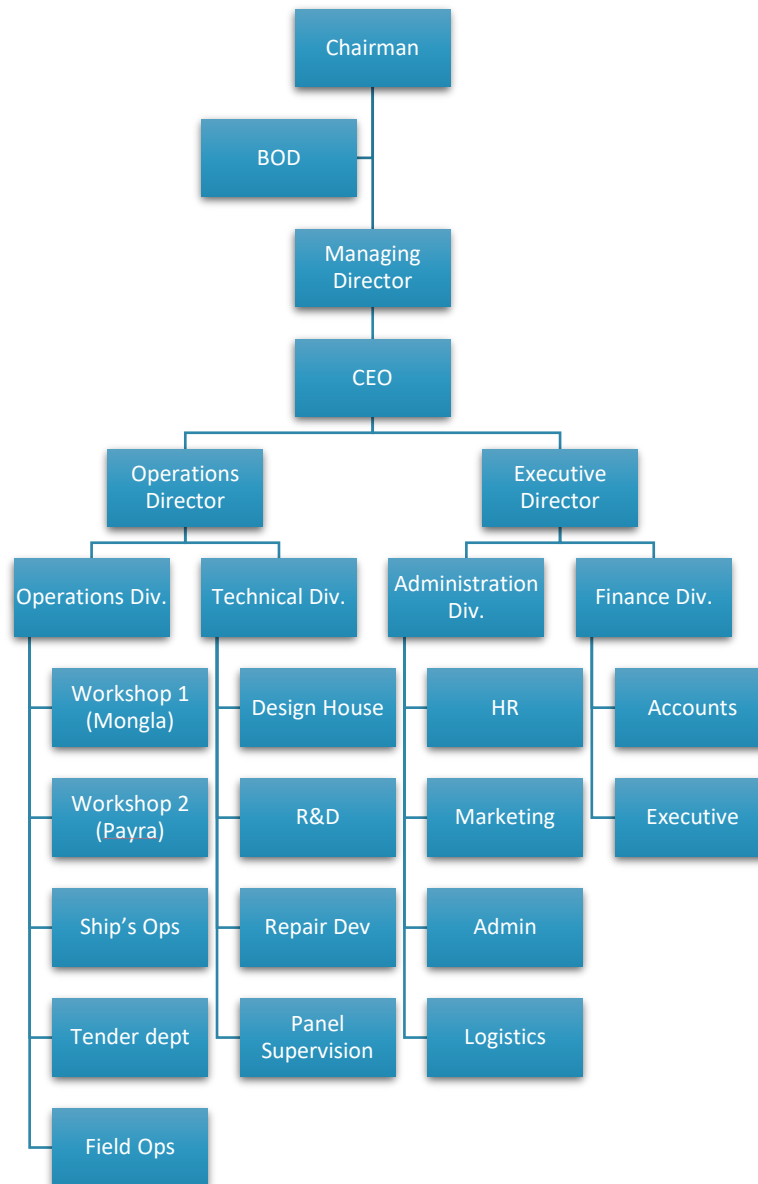 Chairman
BOD
Managing
Director
CEO
Operations
Director
Executive
Director
Operations Div.
Technical Div.
Administration
Div.
Finance Div.
Workshop 1
(Mongla)
Design House
HR
Accounts
Workshop 2
(Payra)
R&D
Marketing
Executive
Ship’s Ops
Repair Dev
Admin
Tender dept
Panel
Supervision
Logistics
Field Ops